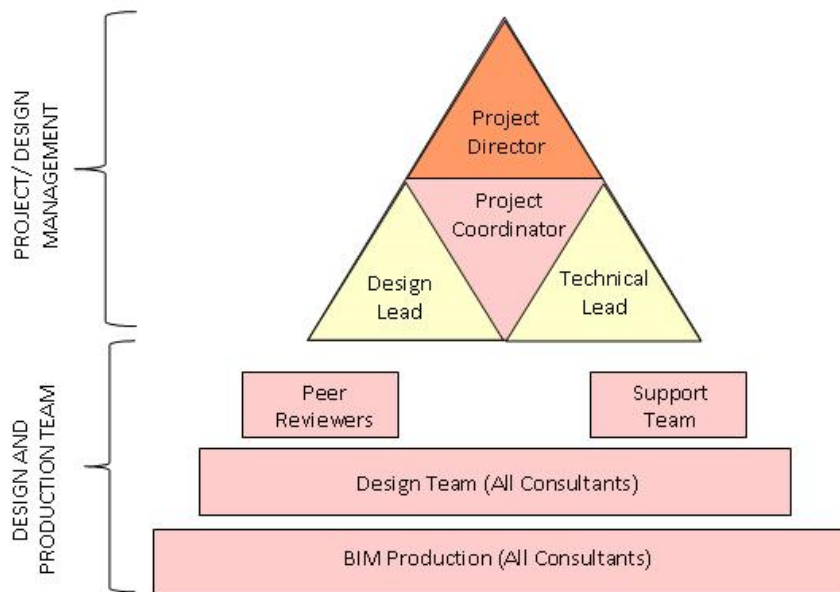 PROJECT/ DESIGN
MANAGEMENT
Project
Director
Project
Coordinator
Design
Lead
Technical
Lead
DESIGN AND
PRODUCTION TEAM
Peer
Reviewers
Support
Team
Design Team (All Consultants)
BIM Production (All Consultants)